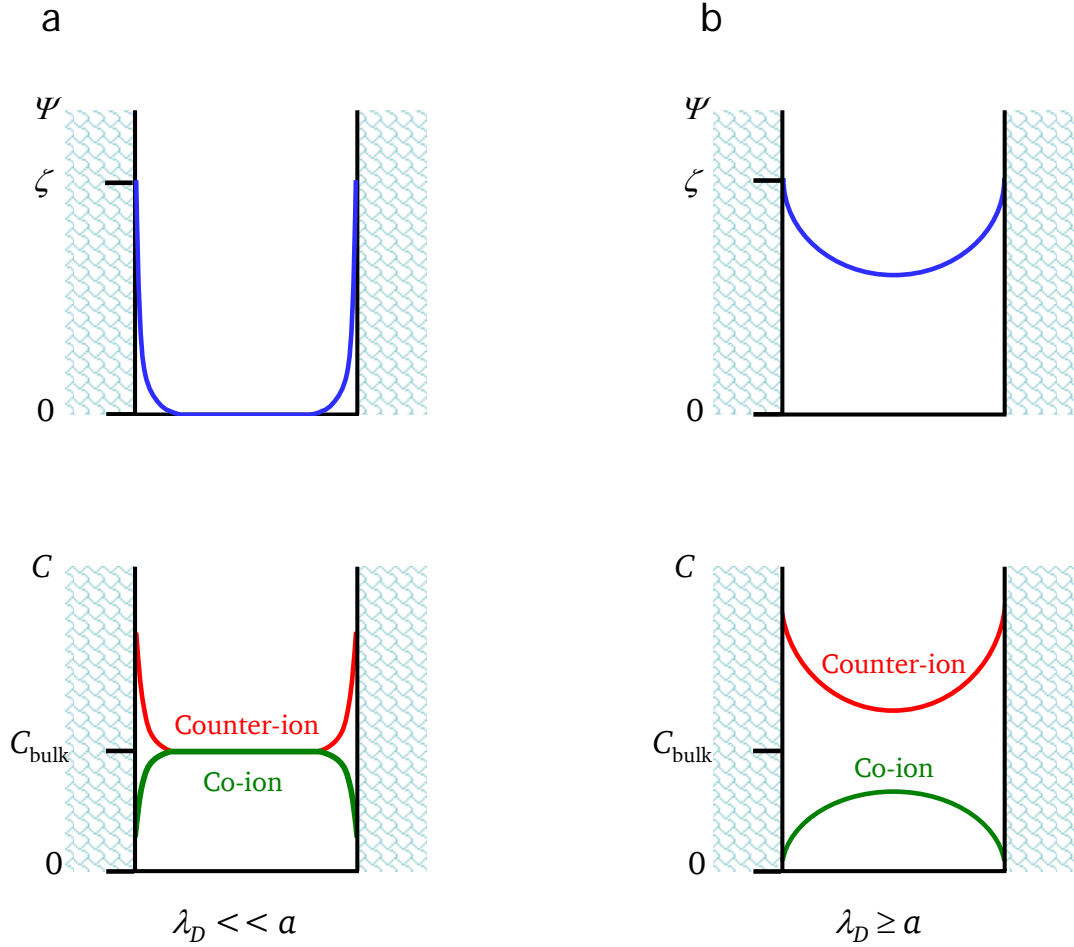 a
b
Ψ
ζ
0
Ψ
ζ
0
C
Counter-ion
C_bulk
Co-ion
0
λ_D << a
C
Counter-ion
C_bulk
Co-ion
0
λ_D ≥ a